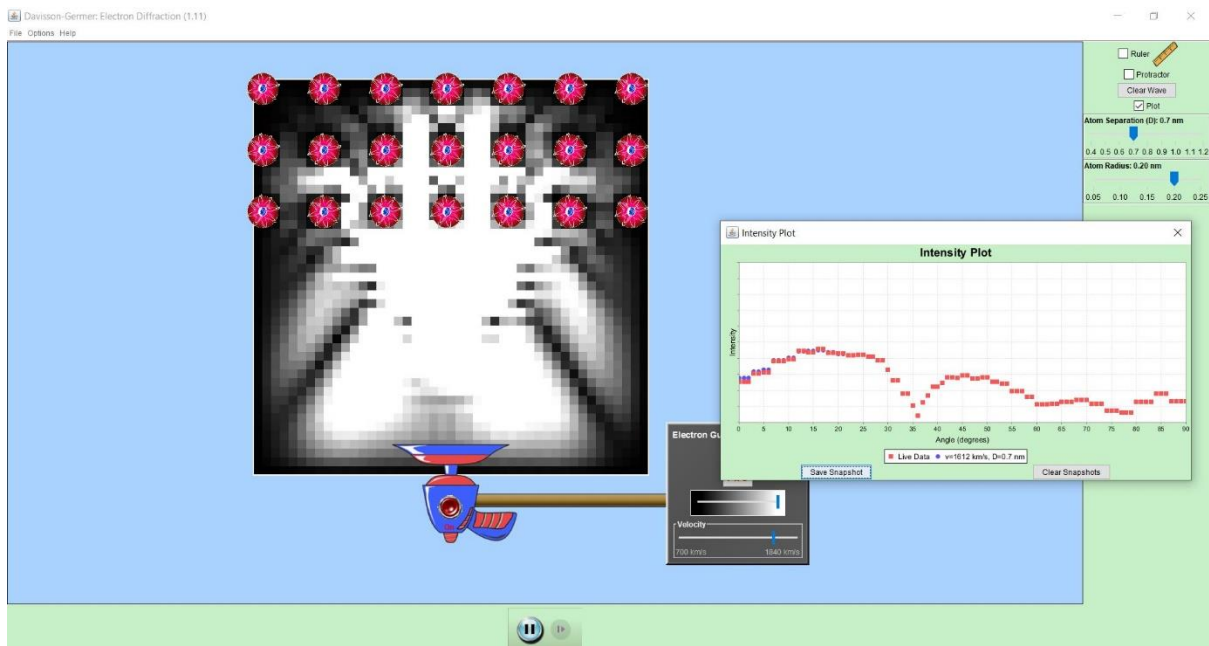 Davisson-Germer: Electron Diffraction (1.11)
File Options Help
Ruler
Protractor
Clear Wave
Plot
Atom Separation (D): 0.7 nm
0.4 0.5 0.6 0.7 0.8 0.9 1.0 1.1 1.2
Atom Radius: 0.20 nm
0.05 0.10 0.15 0.20 0.25
Intensity Plot
Intensity Plot
Intensity
0 5 10 15 20 25 30 35 40 45 50 55 60 65 70 75 80 85 90
Angle (degrees)
Live Data v=1612 km/s, D=0.7 nm
Save Snapshot Clear Snapshots
Electron Gu
Velocity
700 km/s 1840 km/s